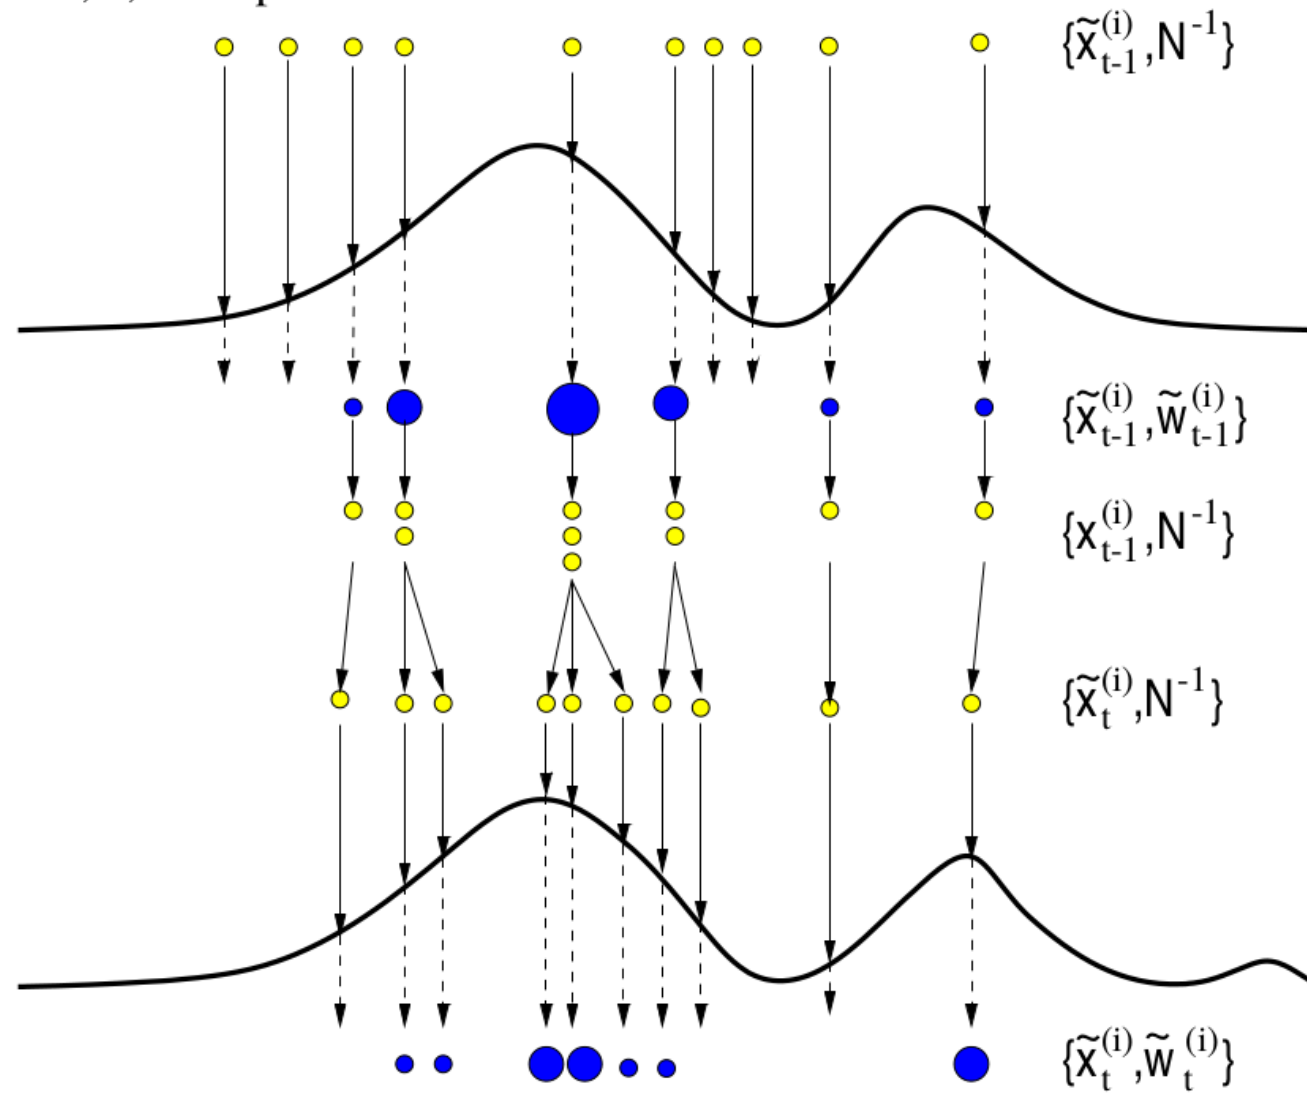 {x̃_{t-1}^{(i)},N^{-1}}
{x̃_{t-1}^{(i)},w̃_{t-1}^{(i)}}
{x_{t-1}^{(i)},N^{-1}}
{x̃_t^{(i)},N^{-1}}
{x̃_t^{(i)},w̃_t^{(i)}}